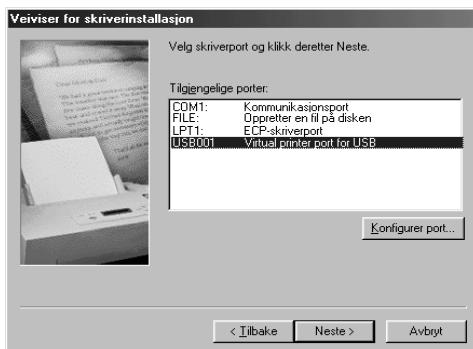 Veiviser for skriverinstallasjon
Velg skriverport og klikk deretter Neste.
Tilgjengelige porter:
COM1: Kommunikasjonsport
FILE: Oppretter en fil på disken
LPT1: ECP-skriverport
USB001 Virtual printer port for USB
Konfigurer port...
< Tilbake
Neste >
Avbryt